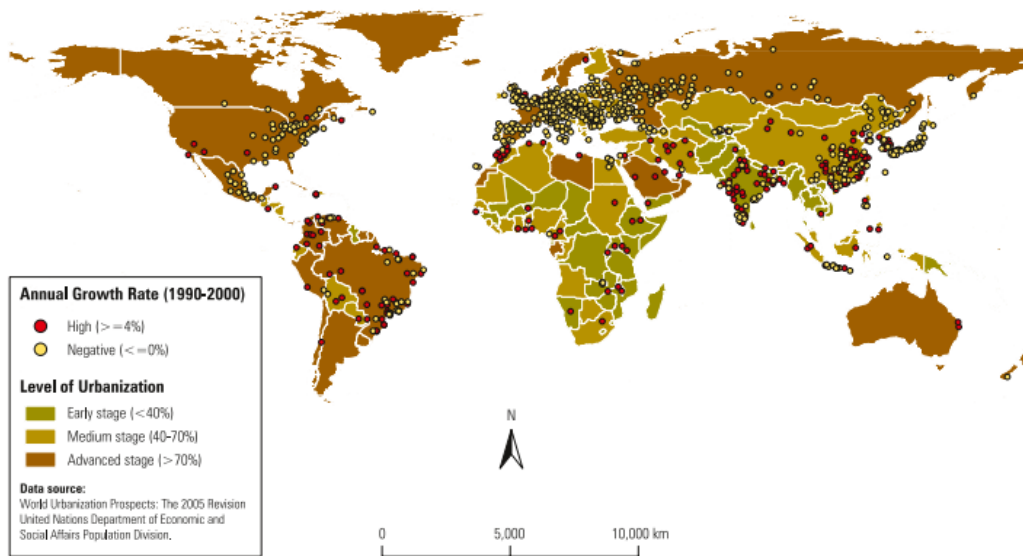 Annual Growth Rate (1990-2000)
High (>=4%)
Negative (<=0%)
Level of Urbanization
Early stage (<40%)
Medium stage (40-70%)
Advanced stage (>70%)
Data source:
World Urbanization Prospects: The 2005 Revision
United Nations Department of Economic and
Social Affairs Population Division.
N
0 5,000 10,000 km